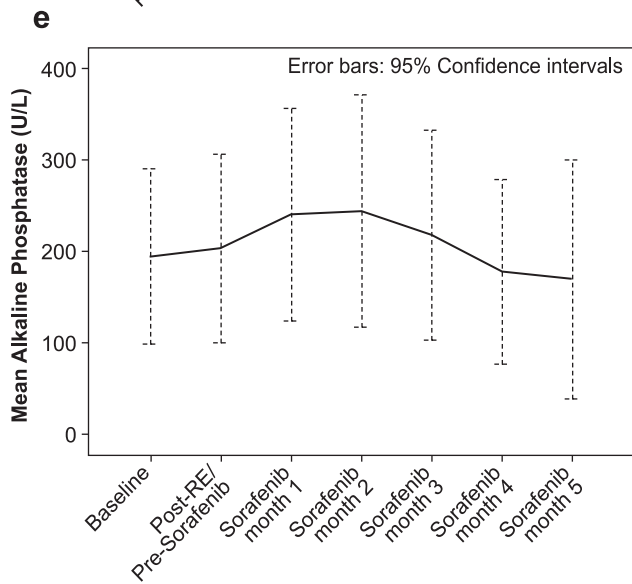 e
Error bars: 95% Confidence intervals
Mean Alkaline Phosphatase (U/L)
400
300
200
100
0
Baseline
Post-RE/
Pre-Sorafenib
Sorafenib
month 1
Sorafenib
month 2
Sorafenib
month 3
Sorafenib
month 4
Sorafenib
month 5